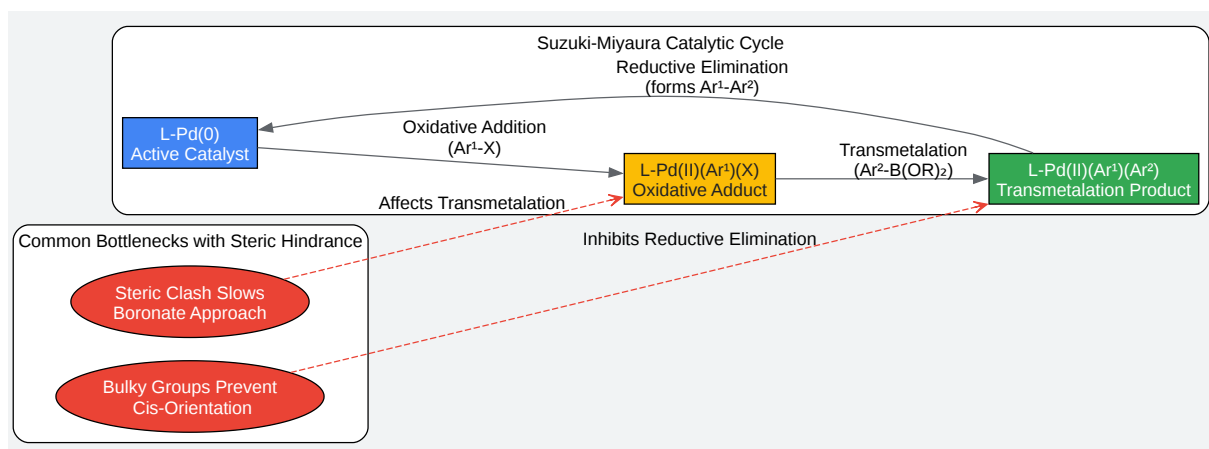 Suzuki-Miyaura Catalytic Cycle
Reductive Elimination
(forms Ar¹-Ar²)
L-Pd(0)
Active Catalyst
Oxidative Addition
(Ar¹-X)
L-Pd(II)(Ar¹)(X)
Oxidative Adduct
Transmetalation
(Ar²-B(OR)₂)
L-Pd(II)(Ar¹)(Ar²)
Transmetalation Product
Affects Transmetalation
Inhibits Reductive Elimination
Common Bottlenecks with Steric Hindrance
Steric Clash Slows
Boronate Approach
Bulky Groups Prevent
Cis-Orientation